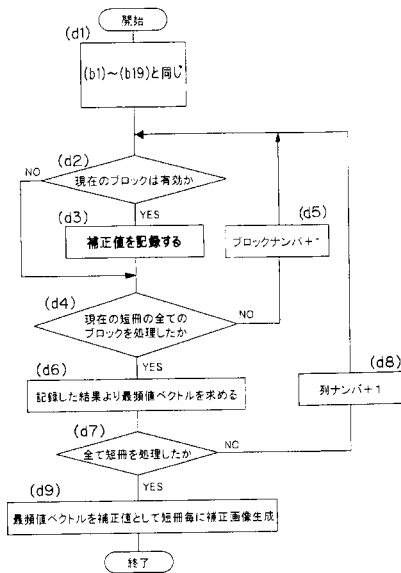 開始
(d1)
(b1)~(b19)と同じ
(d2)
NO
現在のブロックは有効か
(d3)
YES
補正値を記録する
(d5)
ブロックナンバ+1
(d4)
現在の短冊の全ての
ブロックを処理したか
NO
(d6)
YES
記録した結果より最頻値ベクトルを求める
(d8)
列ナンバ+1
(d7)
全て短冊を処理したか
NO
(d9)
YES
最頻値ベクトルを補正値として短冊毎に補正画像生成
終了